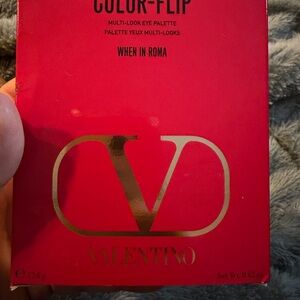 COLOR-FLIP
MULTI-LOOK EYE PALETTE
PALETTE YEUX MULTI-LOOKS
WHEN IN ROMA
V
VALENTINO